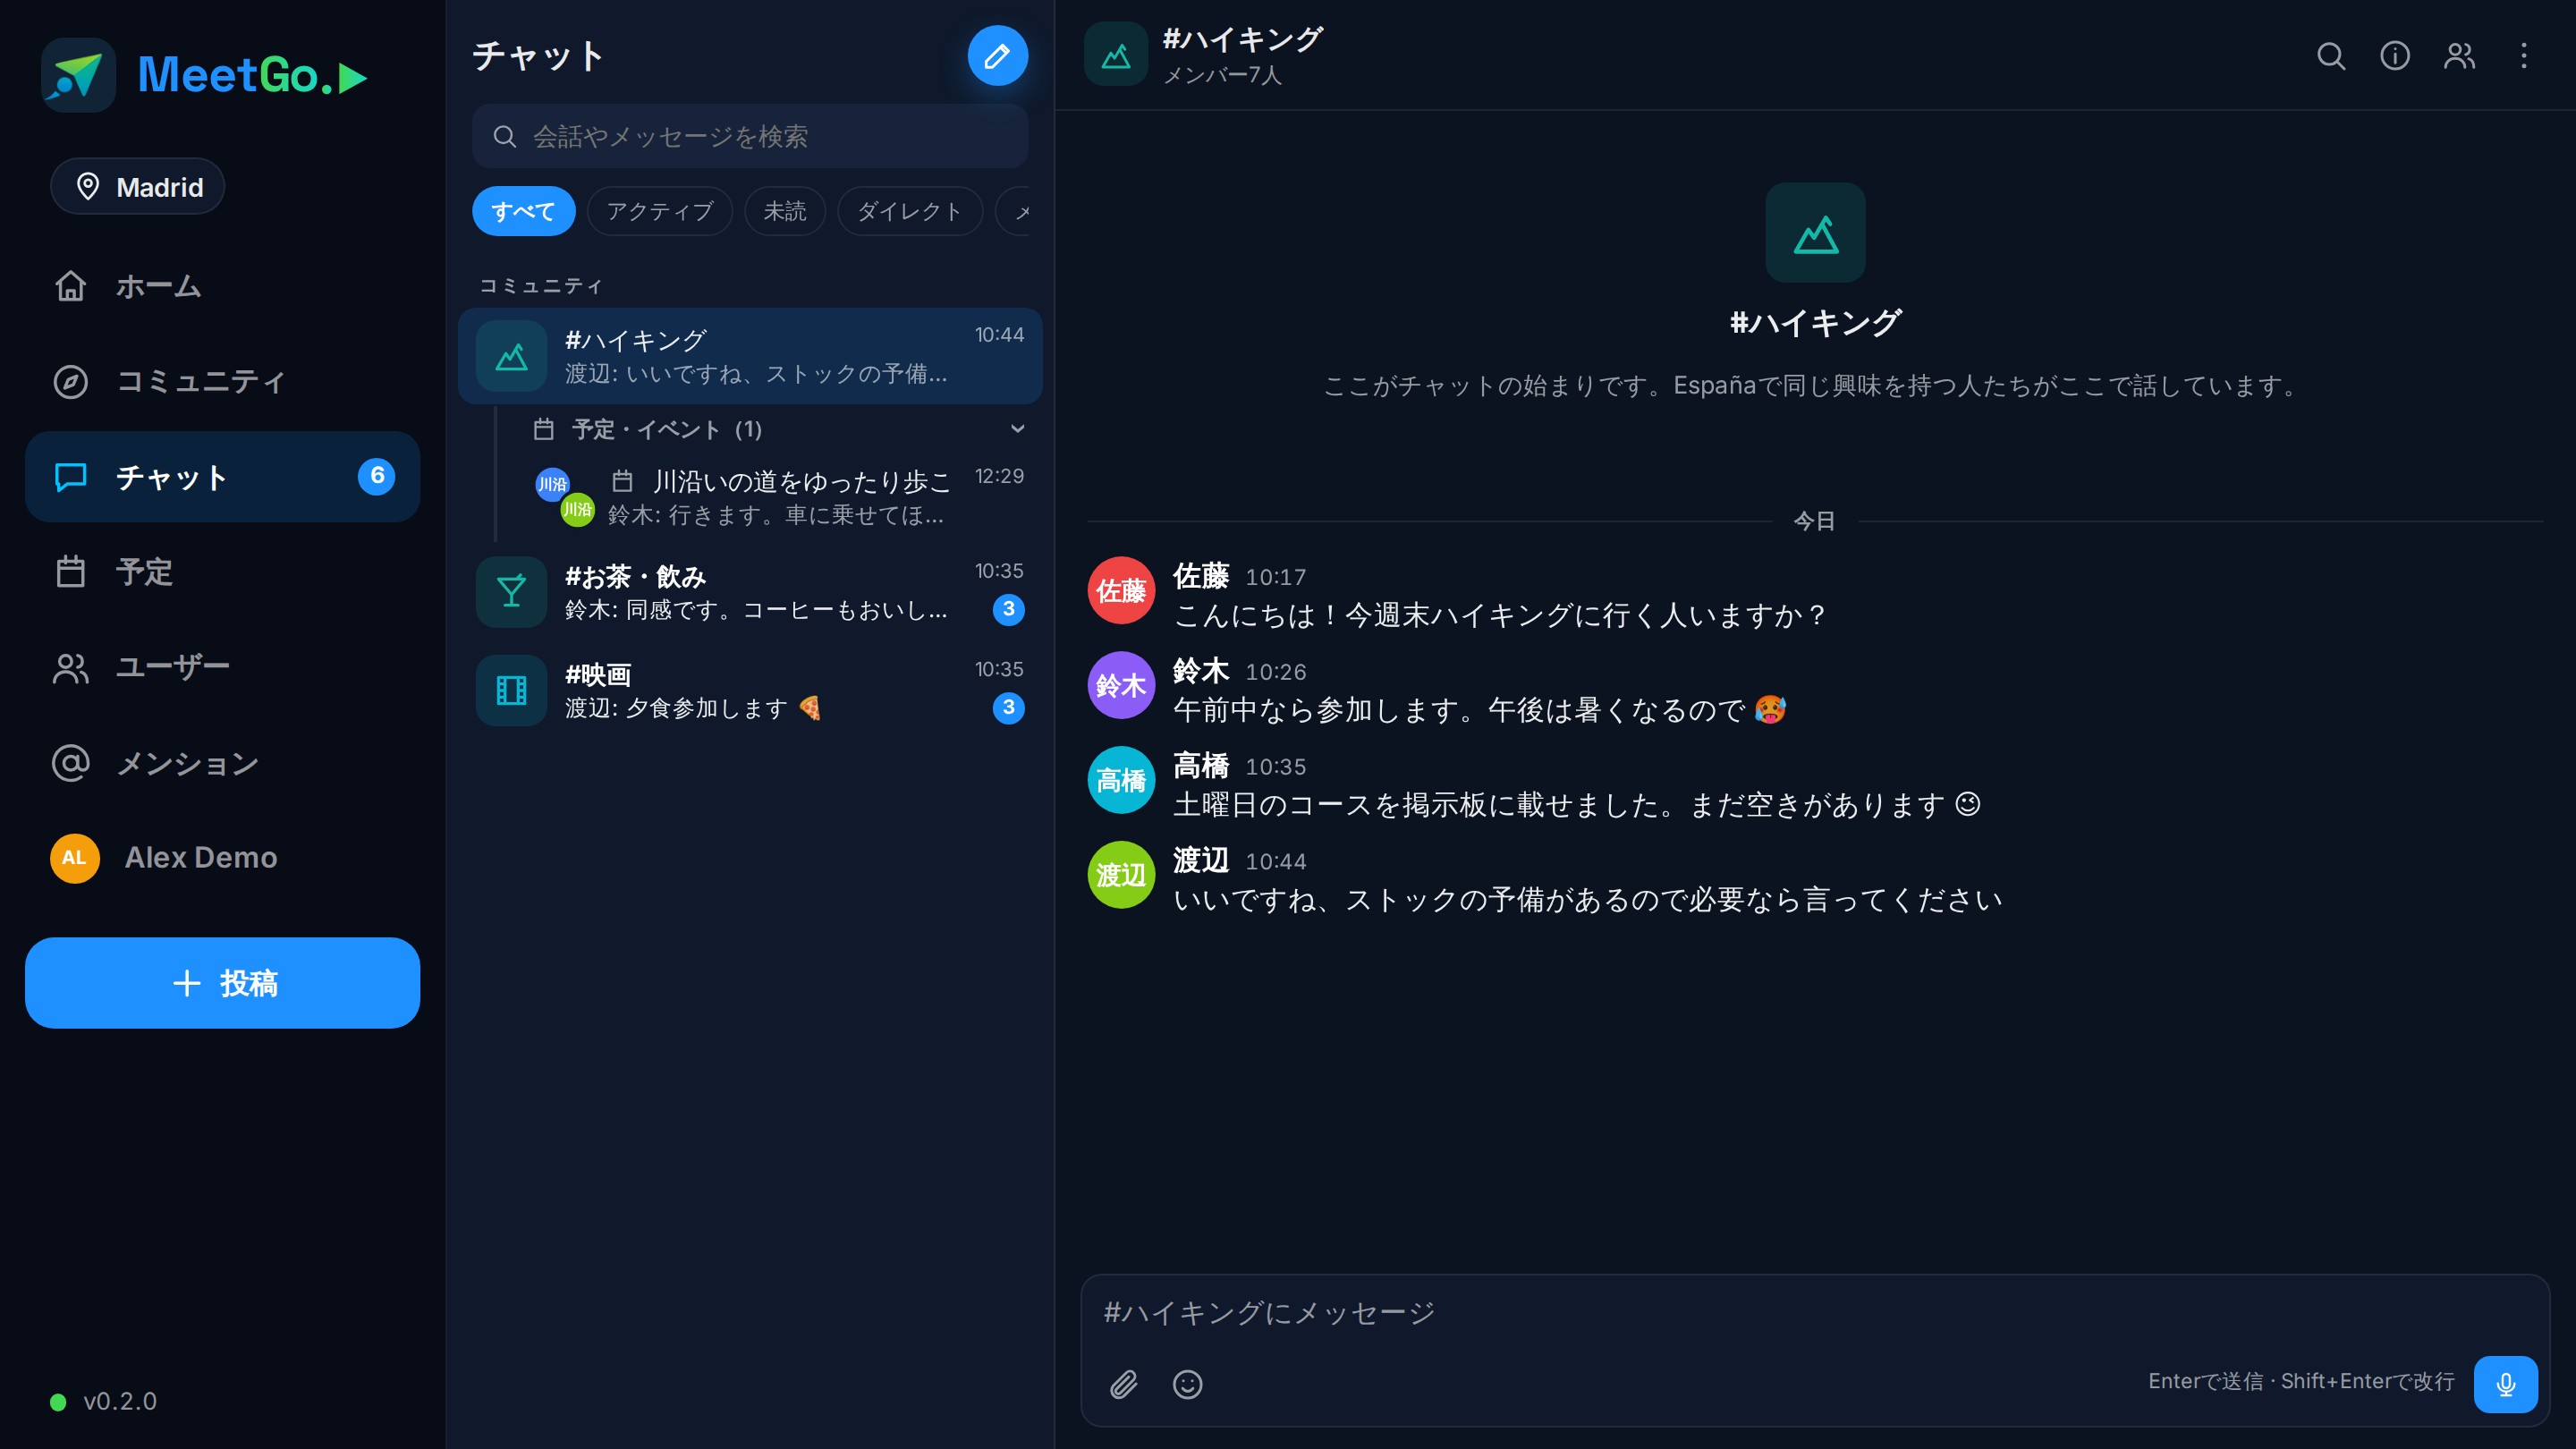 MeetGo.
Madrid
ホーム
コミュニティ
チャット
6
予定
ユーザー
メンション
AL
Alex Demo
投稿
v0.2.0
チャット
会話やメッセージを検索
すべて
アクティブ
未読
ダイレクト
コミュニティ
#ハイキング
10:44
渡辺: いいですね、ストックの予備...
予定・イベント（1）
川沿
川沿
川沿いの道をゆったり歩こ
12:29
鈴木: 行きます。車に乗せてほ...
#お茶・飲み
10:35
鈴木: 同感です。コーヒーもおいし...
3
#映画
10:35
渡辺: 夕食参加します 🍕
3
#ハイキング
メンバー7人
#ハイキング
ここがチャットの始まりです。Españaで同じ興味を持つ人たちがここで話しています。
今日
佐藤
佐藤 10:17
こんにちは！今週末ハイキングに行く人いますか？
鈴木
鈴木 10:26
午前中なら参加します。午後は暑くなるので 🥵
高橋
高橋 10:35
土曜日のコースを掲示板に載せました。まだ空きがあります 😉
渡辺
渡辺 10:44
いいですね、ストックの予備があるので必要なら言ってください
#ハイキングにメッセージ
Enterで送信 · Shift+Enterで改行